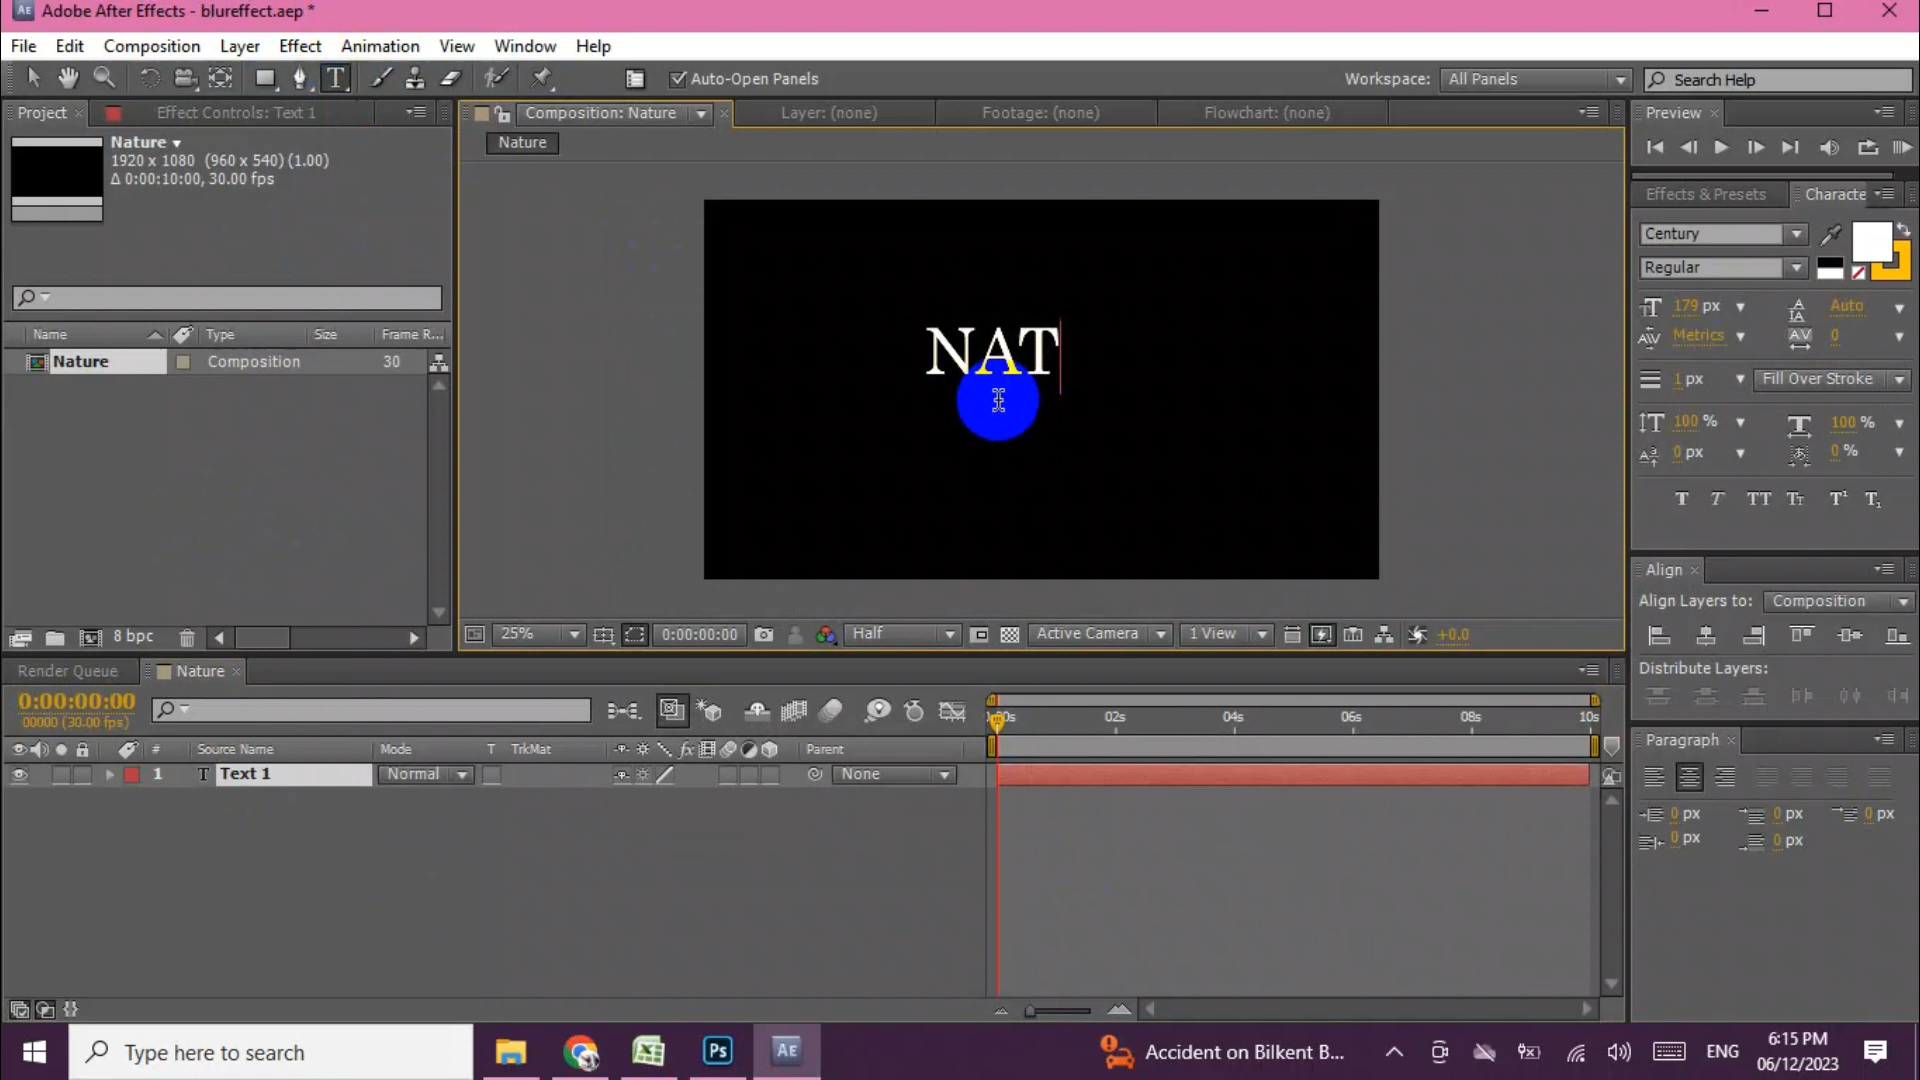 Adobe After Effects - blureffect.aep *
File Edit Composition Layer Effect Animation View Window Help
Auto-Open Panels
Workspace: All Panels
Search Help
Project
Effect Controls: Text 1
Composition: Nature
Layer: (none)
Footage: (none)
Flowchart: (none)
Preview
Nature
1920 x 1080 (960 x 540) (1.00)
Δ 0:00:10:00, 30.00 fps
Nature
Effects & Presets
Characte
Century
Regular
179 px
Auto
Metrics
0
1 px
Fill Over Stroke
100 %
100 %
0 px
0 %
Name Type Size Frame R...
Nature Composition 30
NAT
Align
Align Layers to: Composition
Distribute Layers:
8 bpc
25%
0:00:00:00
Half
Active Camera
1 View
+0.0
Render Queue
Nature
0:00:00:00
00000 (30.00 fps)
02s 04s 06s 08s 10s
# Source Name Mode T TrkMat fx Parent
1 T Text 1 Normal None
Paragraph
0 px 0 px 0 px
0 px 0 px
Type here to search
Ps
AE
Accident on Bilkent B...
ENG
6:15 PM
06/12/2023